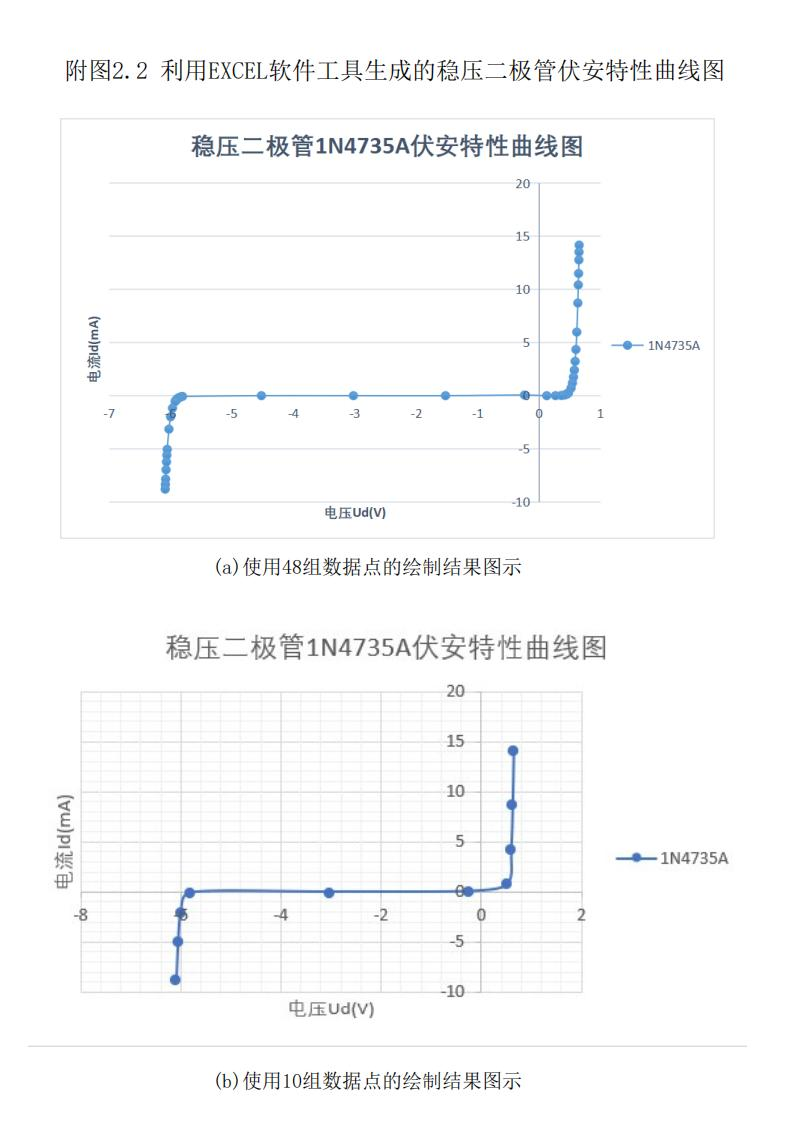 附图2.2 利用EXCEL软件工具生成的稳压二极管伏安特性曲线图
稳压二极管1N4735A伏安特性曲线图
20
15
10
5
0
-7 -6 -5 -4 -3 -2 -1 0 1
-5
-10
电流Id(mA)
电压Ud(V)
1N4735A
(a)使用48组数据点的绘制结果图示
稳压二极管1N4735A伏安特性曲线图
20
15
10
5
0
-8 -6 -4 -2 0 2
-5
-10
电流Id(mA)
电压Ud(V)
1N4735A
(b)使用10组数据点的绘制结果图示